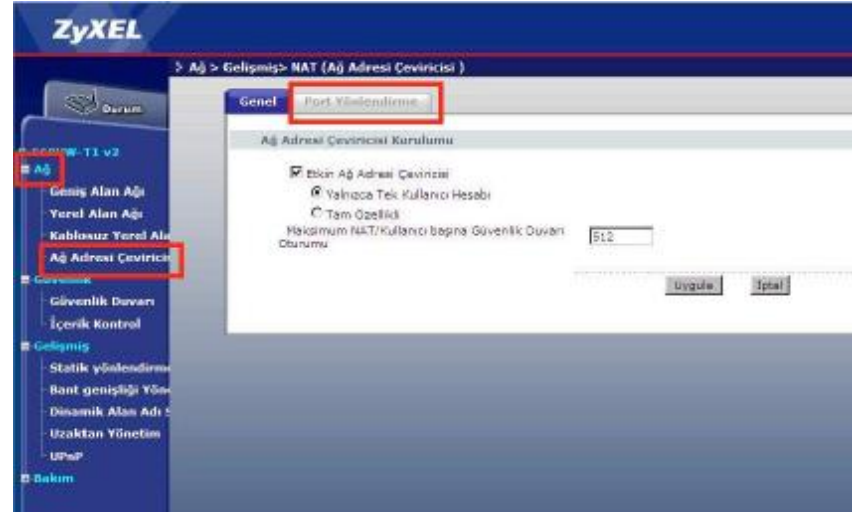 ZyXEL
> Ağ > Gelişmiş> NAT (Ağ Adresi Çeviricisi )
Durum
Genel
Port Yönlendirme
Ağ Adresi Çeviricisi Kurulumu
T1 v2
Ağ
Geniş Alan Ağı
Yerel Alan Ağı
Kablosuz Yerel Ala
Ağ Adresi Çeviricis
Güvenlik
Güvenlik Duvarı
İçerik Kontrol
Gelişmiş
Statik yönlendirme
Bant genişliği Yöne
Dinamik Alan Adı S
Uzaktan Yönetim
UPnP
Bakım
Etkin Ağ Adresi Çeviricisi
Yalnızca Tek Kullanıcı Hesabı
Tam Özellikli
Maksimum NAT/Kullanıcı başına Güvenlik Duvarı
Oturumu
512
Uygula
İptal